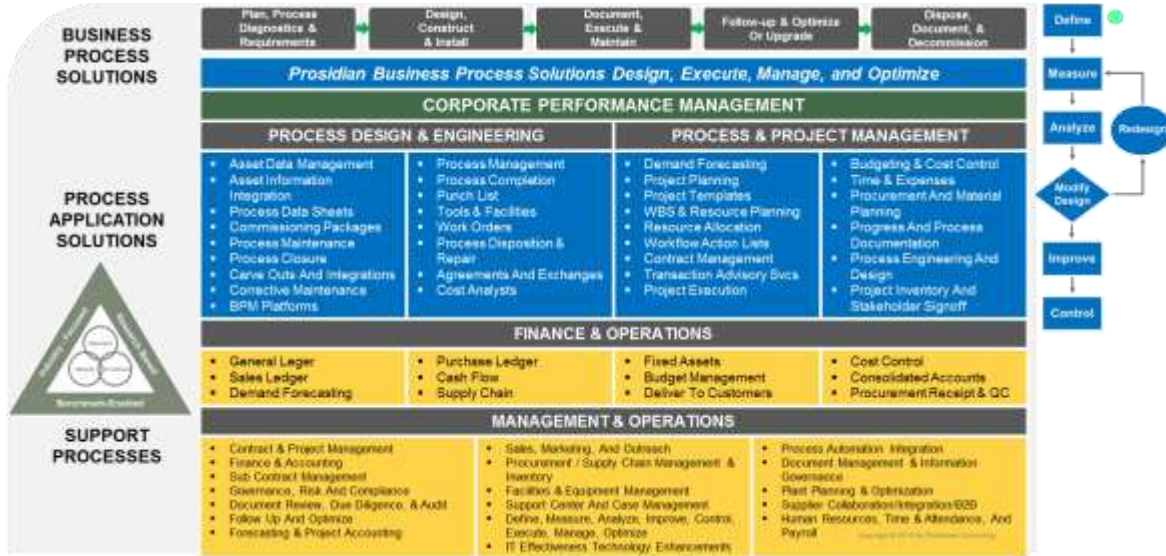 BUSINESS
PROCESS
SOLUTIONS
Plan, Process
Diagnostics &
Requirements
Design,
Construct
& Install
Document,
Execute &
Maintain
Follow-up & Optimize
Or Upgrade
Dispose,
Document, &
Decommission
Prosidian Business Process Solutions Design, Execute, Manage, and Optimize
CORPORATE PERFORMANCE MANAGEMENT
PROCESS
APPLICATION
SOLUTIONS
PROCESS DESIGN & ENGINEERING
Asset Data Management
Asset Information
Integration
Process Data Sheets
Commissioning Packages
Process Maintenance
Process Closure
Carve Outs And Integrations
Corrective Maintenance
BPM Platforms
Process Management
Process Completion
Punch List
Tools & Facilities
Work Orders
Process Disposition &
Repair
Agreements And Exchanges
Cost Analysts
PROCESS & PROJECT MANAGEMENT
Demand Forecasting
Project Planning
Project Templates
WBS & Resource Planning
Resource Allocation
Workflow Action Lists
Contract Management
Transaction Advisory Svcs
Project Execution
Budgeting & Cost Control
Time & Expenses
Procurement And Material
Planning
Progress And Process
Documentation
Process Engineering And
Design
Project Inventory And
Stakeholder Signoff
FINANCE & OPERATIONS
General Leger
Sales Ledger
Demand Forecasting
Purchase Ledger
Cash Flow
Supply Chain
Fixed Assets
Budget Management
Deliver To Customers
Cost Control
Consolidated Accounts
Procurement Receipt & QC
SUPPORT
PROCESSES
MANAGEMENT & OPERATIONS
Contract & Project Management
Finance & Accounting
Sub Contract Management
Governance, Risk And Compliance
Document Review, Due Diligence, & Audit
Follow Up And Optimize
Forecasting & Project Accounting
Sales, Marketing, And Outreach
Procurement / Supply Chain Management &
Inventory
Facilities & Equipment Management
Support Center And Case Management
Define, Measure, Analyze, Improve, Control,
Execute, Manage, Optimize
IT Effectiveness Technology Enhancements
Process Automation Integration
Document Management & Information
Governance
Plant Planning & Optimization
Supplier Collaboration/Integration/B2B
Human Resources, Time & Attendance, And
Payroll
Define
Measure
Analyze
Redesign
Modify
Design
Improve
Control